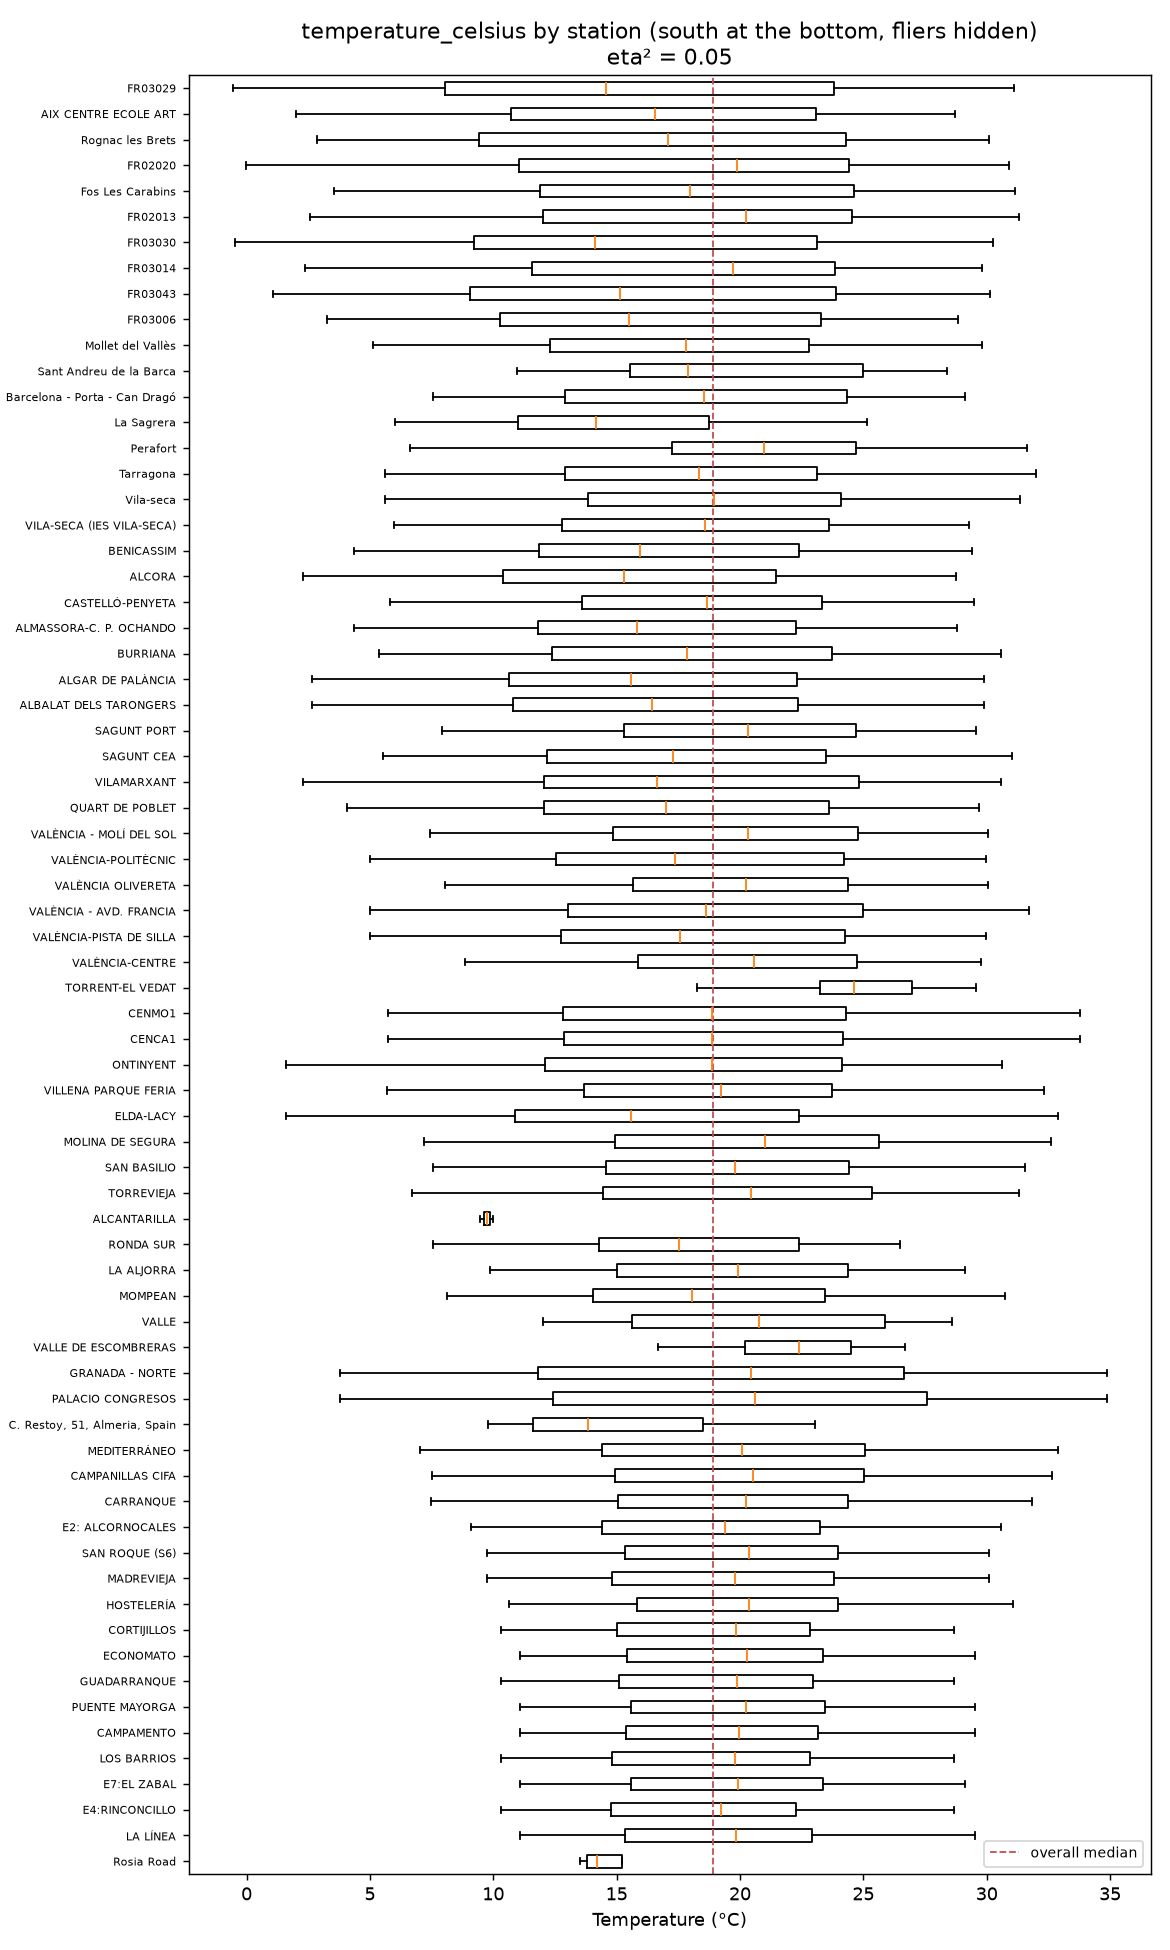 temperature_celsius by station (south at the bottom, fliers hidden)
eta² = 0.05
FR03029
AIX CENTRE ECOLE ART
Rognac les Brets
FR02020
Fos Les Carabins
FR02013
FR03030
FR03014
FR03043
FR03006
Mollet del Vallès
Sant Andreu de la Barca
Barcelona - Porta - Can Dragó
La Sagrera
Perafort
Tarragona
Vila-seca
VILA-SECA (IES VILA-SECA)
BENICASSIM
ALCORA
CASTELLÓ-PENYETA
ALMASSORA-C. P. OCHANDO
BURRIANA
ALGAR DE PALÀNCIA
ALBALAT DELS TARONGERS
SAGUNT PORT
SAGUNT CEA
VILAMARXANT
QUART DE POBLET
VALÈNCIA - MOLÍ DEL SOL
VALÈNCIA-POLITÈCNIC
VALÈNCIA OLIVERETA
VALÈNCIA - AVD. FRANCIA
VALÈNCIA-PISTA DE SILLA
VALÈNCIA-CENTRE
TORRENT-EL VEDAT
CENMO1
CENCA1
ONTINYENT
VILLENA PARQUE FERIA
ELDA-LACY
MOLINA DE SEGURA
SAN BASILIO
TORREVIEJA
ALCANTARILLA
RONDA SUR
LA ALJORRA
MOMPEAN
VALLE
VALLE DE ESCOMBRERAS
GRANADA - NORTE
PALACIO CONGRESOS
C. Restoy, 51, Almeria, Spain
MEDITERRÁNEO
CAMPANILLAS CIFA
CARRANQUE
E2: ALCORNOCALES
SAN ROQUE (S6)
MADREVIEJA
HOSTELERÍA
CORTIJILLOS
ECONOMATO
GUADARRANQUE
PUENTE MAYORGA
CAMPAMENTO
LOS BARRIOS
E7:EL ZABAL
E4:RINCONCILLO
LA LÍNEA
Rosia Road
overall median
0 5 10 15 20 25 30 35
Temperature (°C)